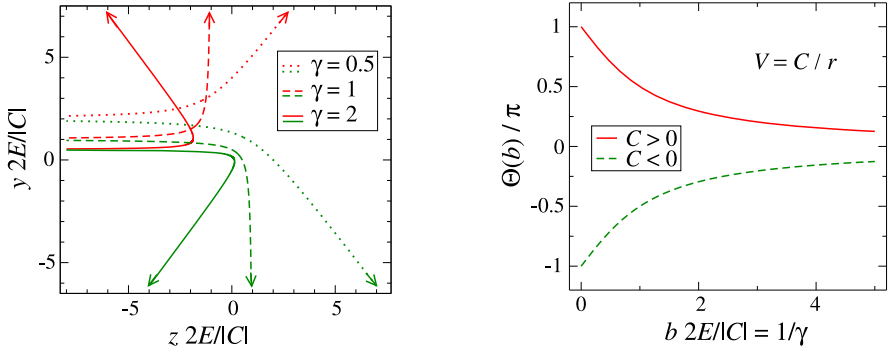 5
0
-5
y 2E/|C|
-5
0
5
z 2E/|C|
γ = 0.5
γ = 1
γ = 2
1
0.5
0
-0.5
-1
Θ(b) / π
V = C / r
C > 0
C < 0
0
2
4
b 2E/|C| = 1/γ